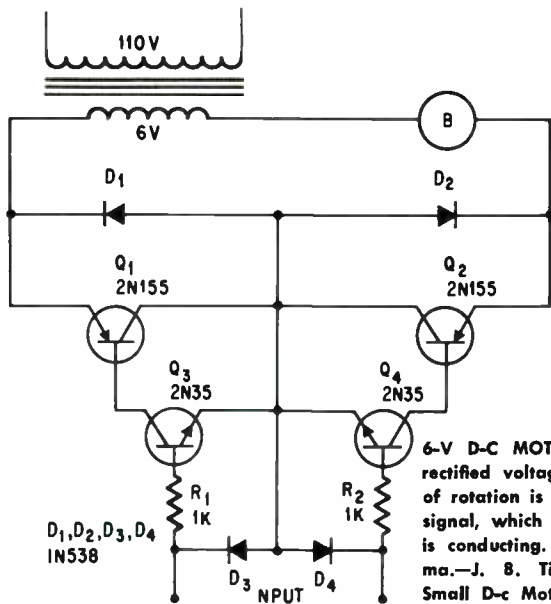 110V
6V
B
D1
D2
Q1
2N155
Q2
2N155
Q3
2N35
Q4
2N35
R1
1K
R2
1K
D1,D2,D3,D4
IN538
D3
D4
NPUT
6-V D-C MOT
rectified voltag
of rotation is
signal, which
is conducting.
ma.—J. B. Ti
Small D-c Mot